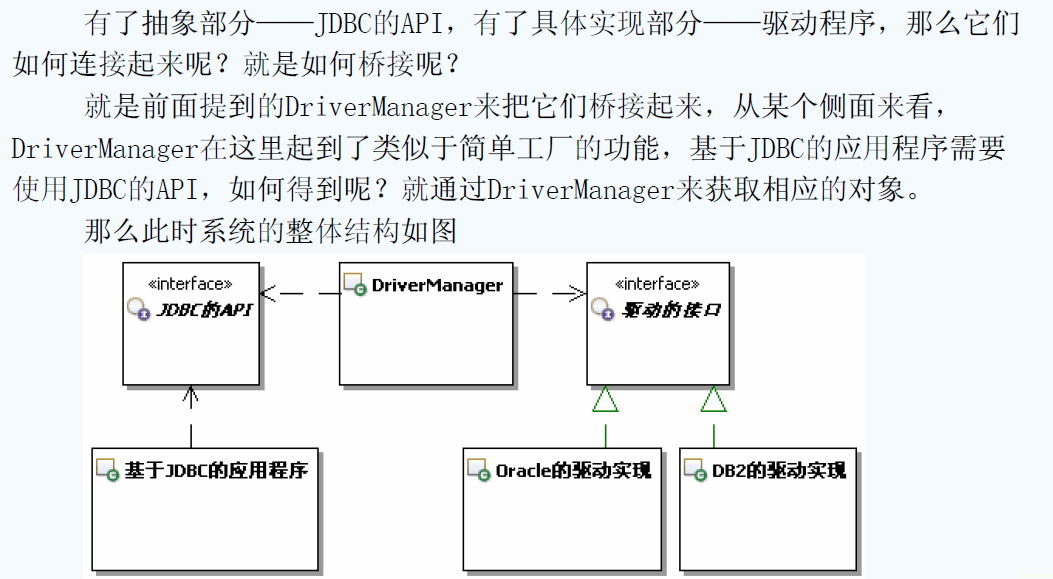 有了抽象部分——JDBC的API，有了具体实现部分——驱动程序，那么它们
如何连接起来呢？就是如何桥接呢？
就是前面提到的DriverManager来把它们桥接起来，从某个侧面来看，
DriverManager在这里起到了类似于简单工厂的功能，基于JDBC的应用程序需要
使用JDBC的API，如何得到呢？就通过DriverManager来获取相应的对象。
那么此时系统的整体结构如图
«interface»
JDBC的API
DriverManager
«interface»
驱动的接口
基于JDBC的应用程序
Oracle的驱动实现
DB2的驱动实现